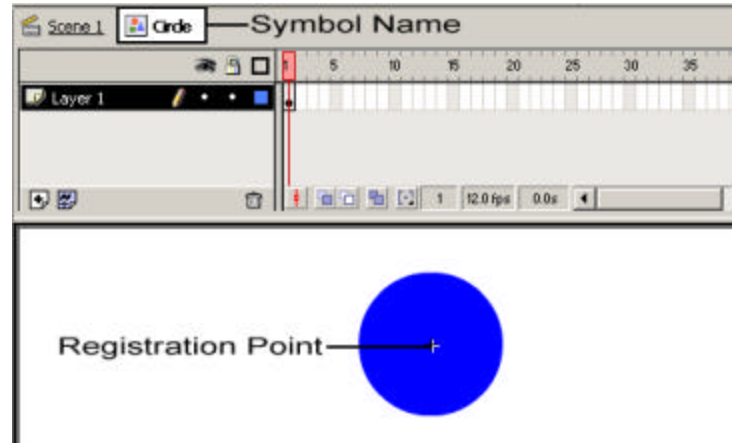 Scene 1 Circle Symbol Name
1 5 10 15 20 25 30 35
Layer 1
1 12.0 fps 0.0s
Registration Point